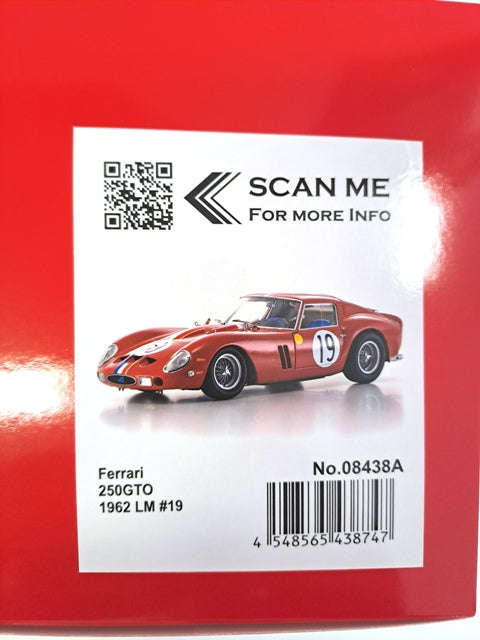 SCAN ME
FOR MORE INFO
19
Ferrari
250GTO
1962 LM #19
No.08438A
4 548565 438747